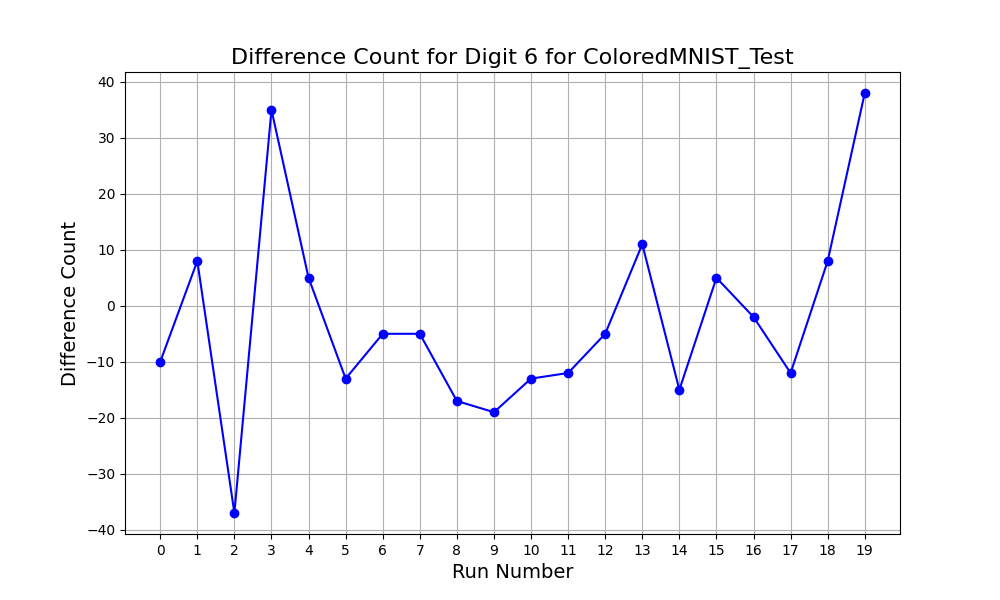 Difference Count for Digit 6 for ColoredMNIST_Test
Difference Count
40
30
20
10
0
−10
−20
−30
−40
0 1 2 3 4 5 6 7 8 9 10 11 12 13 14 15 16 17 18 19
Run Number